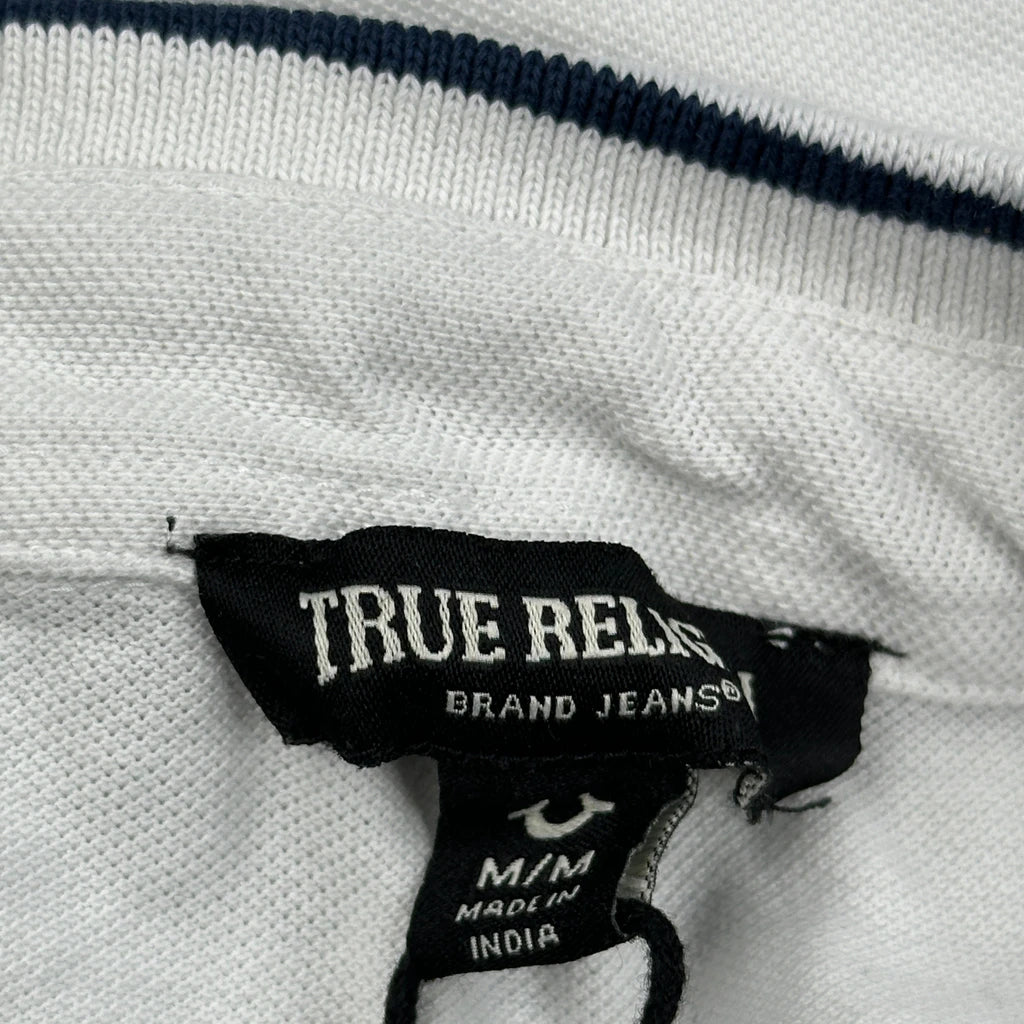 TRUE RELIG
BRAND JEANS®
M/M
MADE IN
INDIA